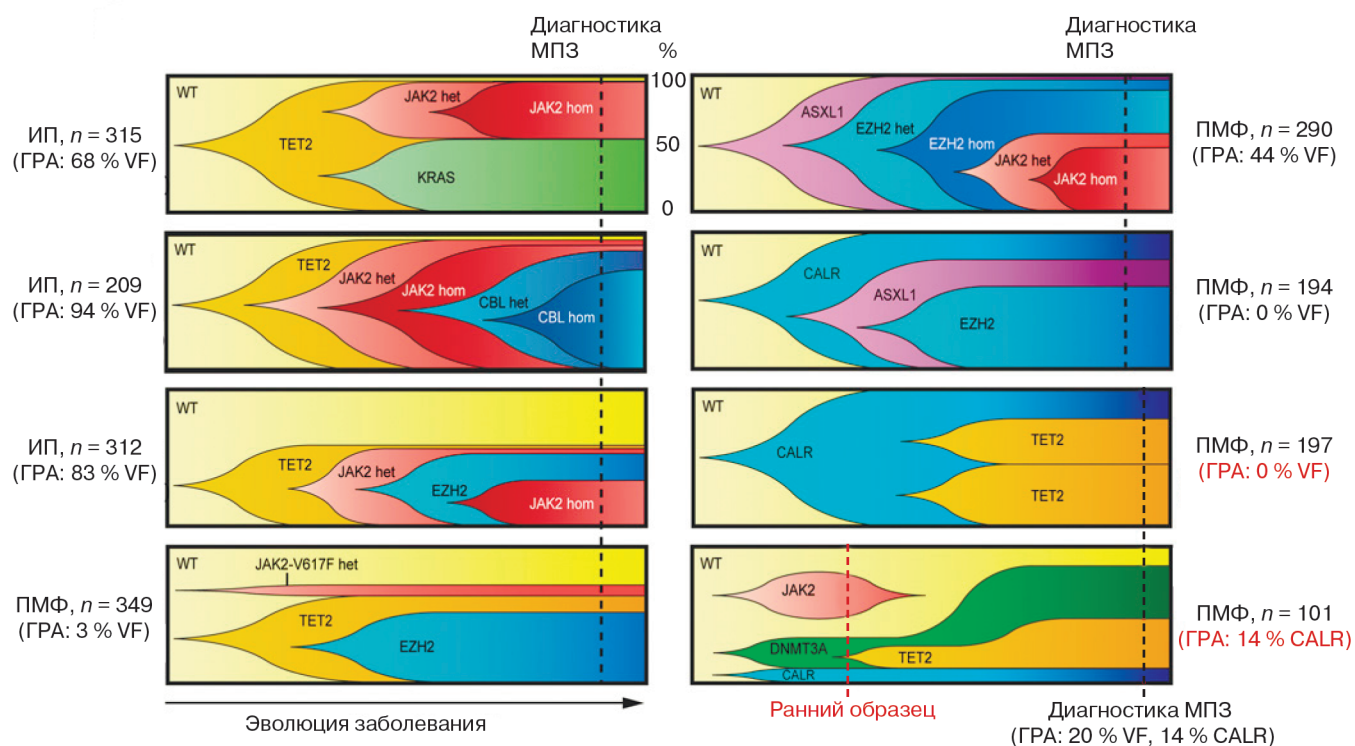 Диагностика
МПЗ
%
100
50
0
ИП, n = 315
(ГРА: 68 % VF)
WT
TET2
JAK2 het
JAK2 hom
KRAS
ИП, n = 209
(ГРА: 94 % VF)
WT
TET2
JAK2 het
JAK2 hom
CBL het
CBL hom
ИП, n = 312
(ГРА: 83 % VF)
WT
TET2
JAK2 het
EZH2
JAK2 hom
ПМФ, n = 349
(ГРА: 3 % VF)
WT
JAK2-V617F het
TET2
EZH2
Эволюция заболевания
Диагностика
МПЗ
WT
ASXL1
EZH2 het
EZH2 hom
JAK2 het
JAK2 hom
ПМФ, n = 290
(ГРА: 44 % VF)
WT
CALR
ASXL1
EZH2
ПМФ, n = 194
(ГРА: 0 % VF)
WT
CALR
TET2
TET2
ПМФ, n = 197
(ГРА: 0 % VF)
WT
JAK2
DNMT3A
TET2
CALR
ПМФ, n = 101
(ГРА: 14 % CALR)
Ранний образец
Диагностика МПЗ
(ГРА: 20 % VF, 14 % CALR)